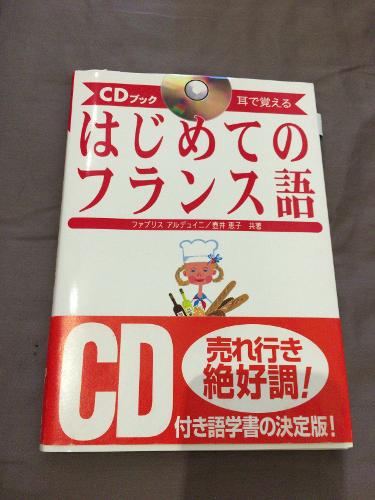 CDブック
耳で覚える
はじめての
フランス語
ファブリス アルデュイニ/壺井 恵子 共著
CD
売れ行き
絶好調!
付き語学書の決定版!